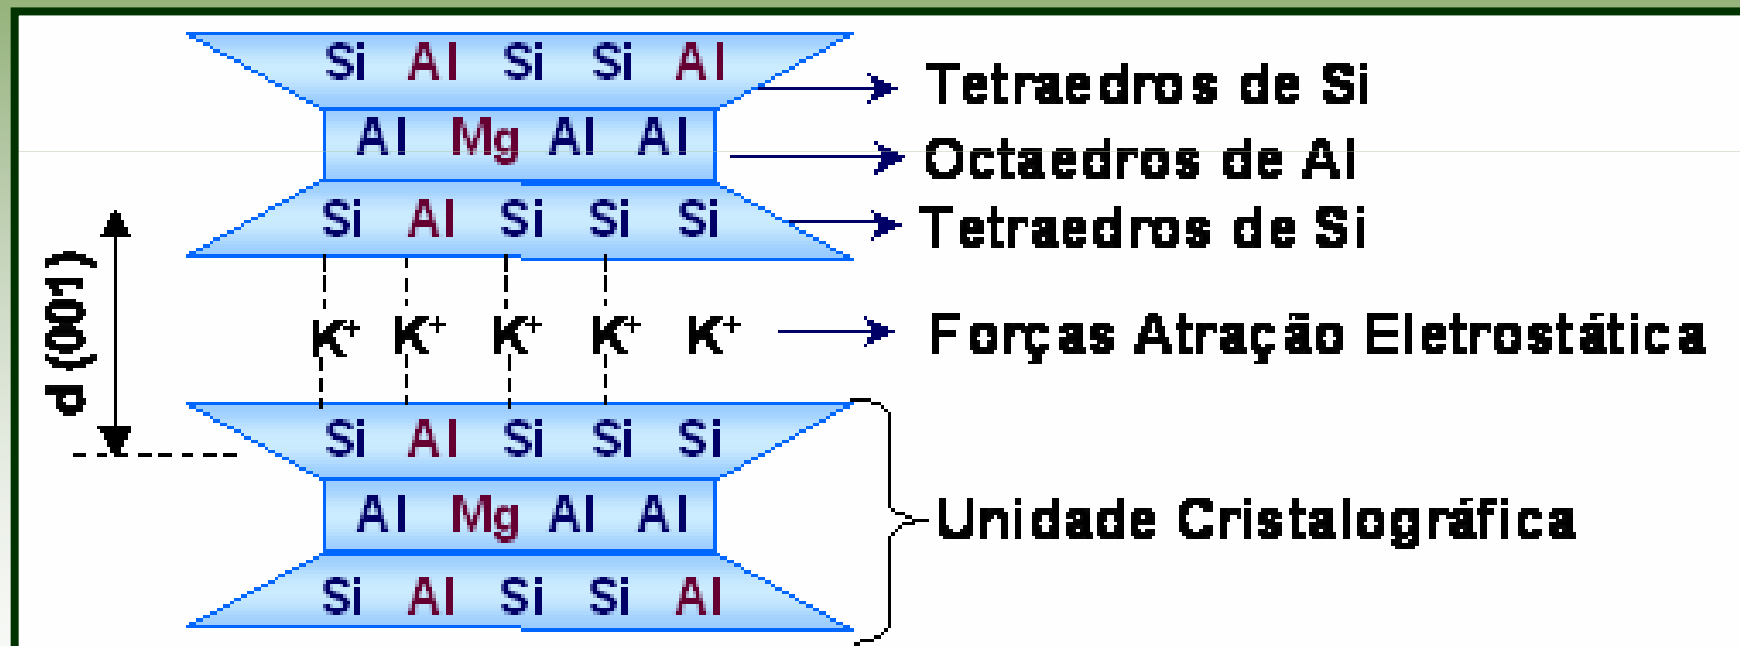 Si Al Si Si Al
Tetraedros de Si
Al Mg Al Al
Octaedros de Al
Si Al Si Si Si
Tetraedros de Si
d (001)
K+ K+ K+ K+ K+
Forças Atração Eletrostática
Si Al Si Si Si
Al Mg Al Al
Unidade Cristalográfica
Si Al Si Si Al